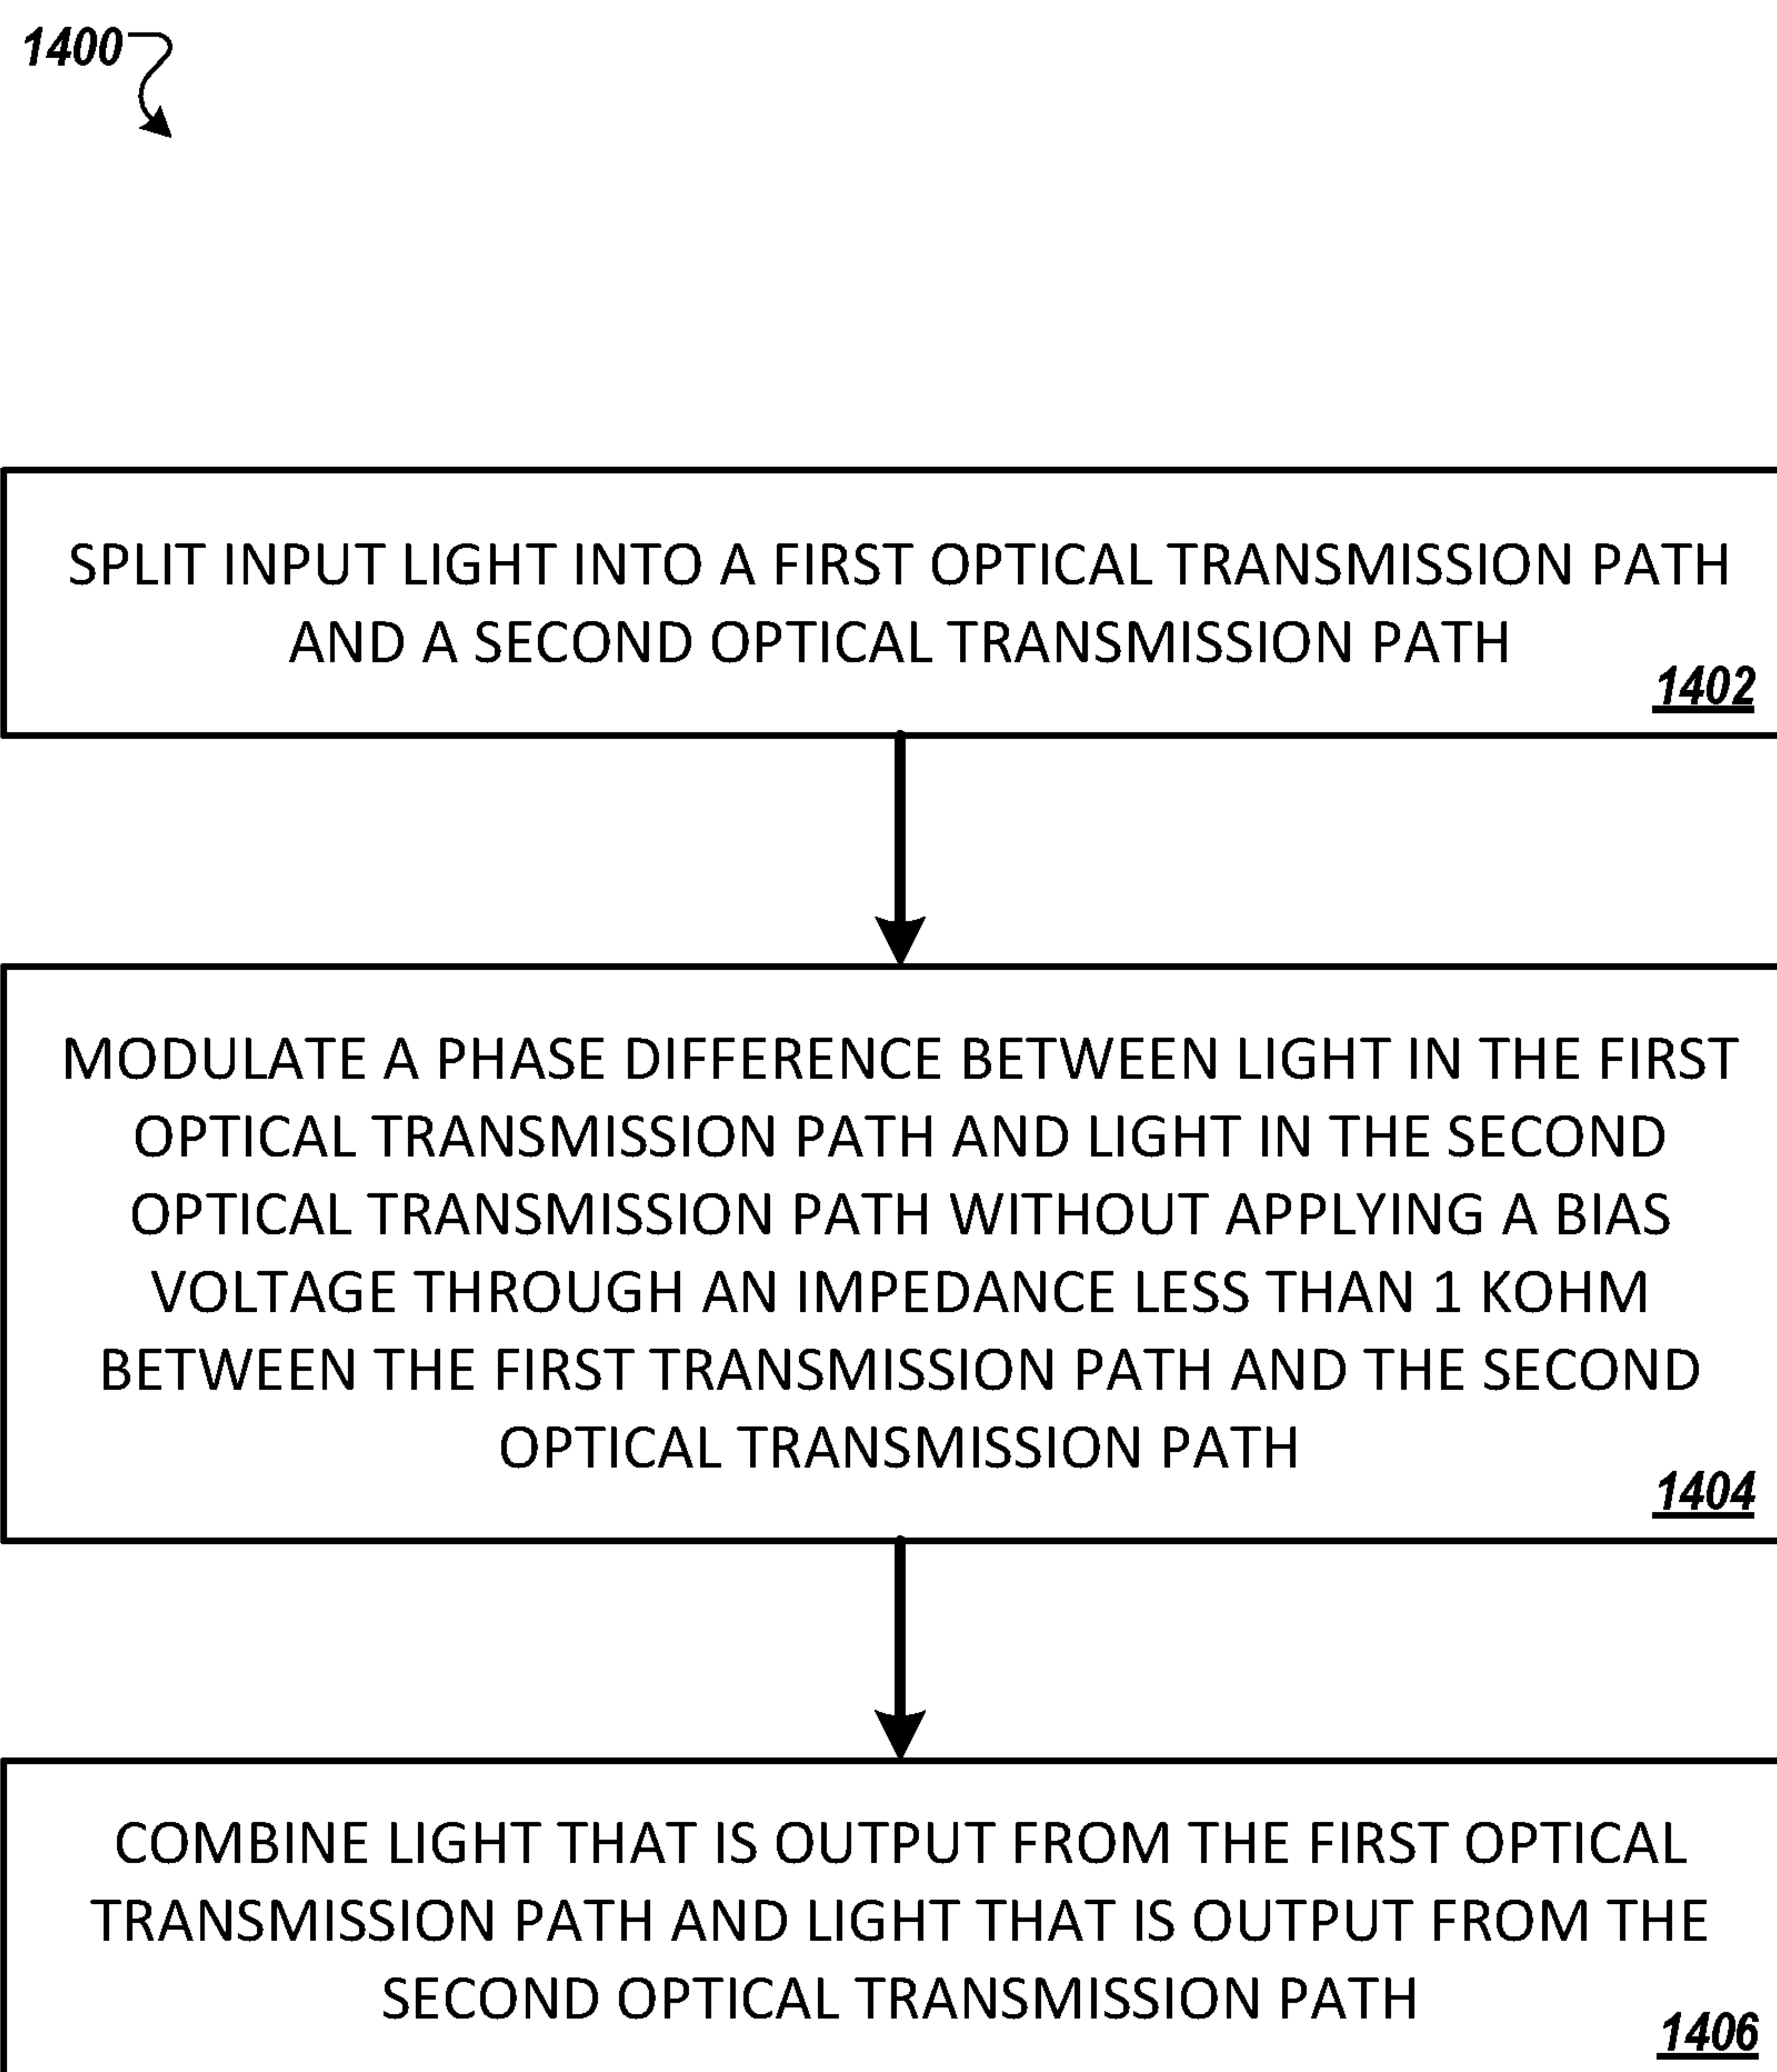 1400
SPLIT INPUT LIGHT INTO A FIRST OPTICAL TRANSMISSION PATH
AND A SECOND OPTICAL TRANSMISSION PATH
1402
MODULATE A PHASE DIFFERENCE BETWEEN LIGHT IN THE FIRST
OPTICAL TRANSMISSION PATH AND LIGHT IN THE SECOND
OPTICAL TRANSMISSION PATH WITHOUT APPLYING A BIAS
VOLTAGE THROUGH AN IMPEDANCE LESS THAN 1 KOHM
BETWEEN THE FIRST TRANSMISSION PATH AND THE SECOND
OPTICAL TRANSMISSION PATH
1404
COMBINE LIGHT THAT IS OUTPUT FROM THE FIRST OPTICAL
TRANSMISSION PATH AND LIGHT THAT IS OUTPUT FROM THE
SECOND OPTICAL TRANSMISSION PATH
1406